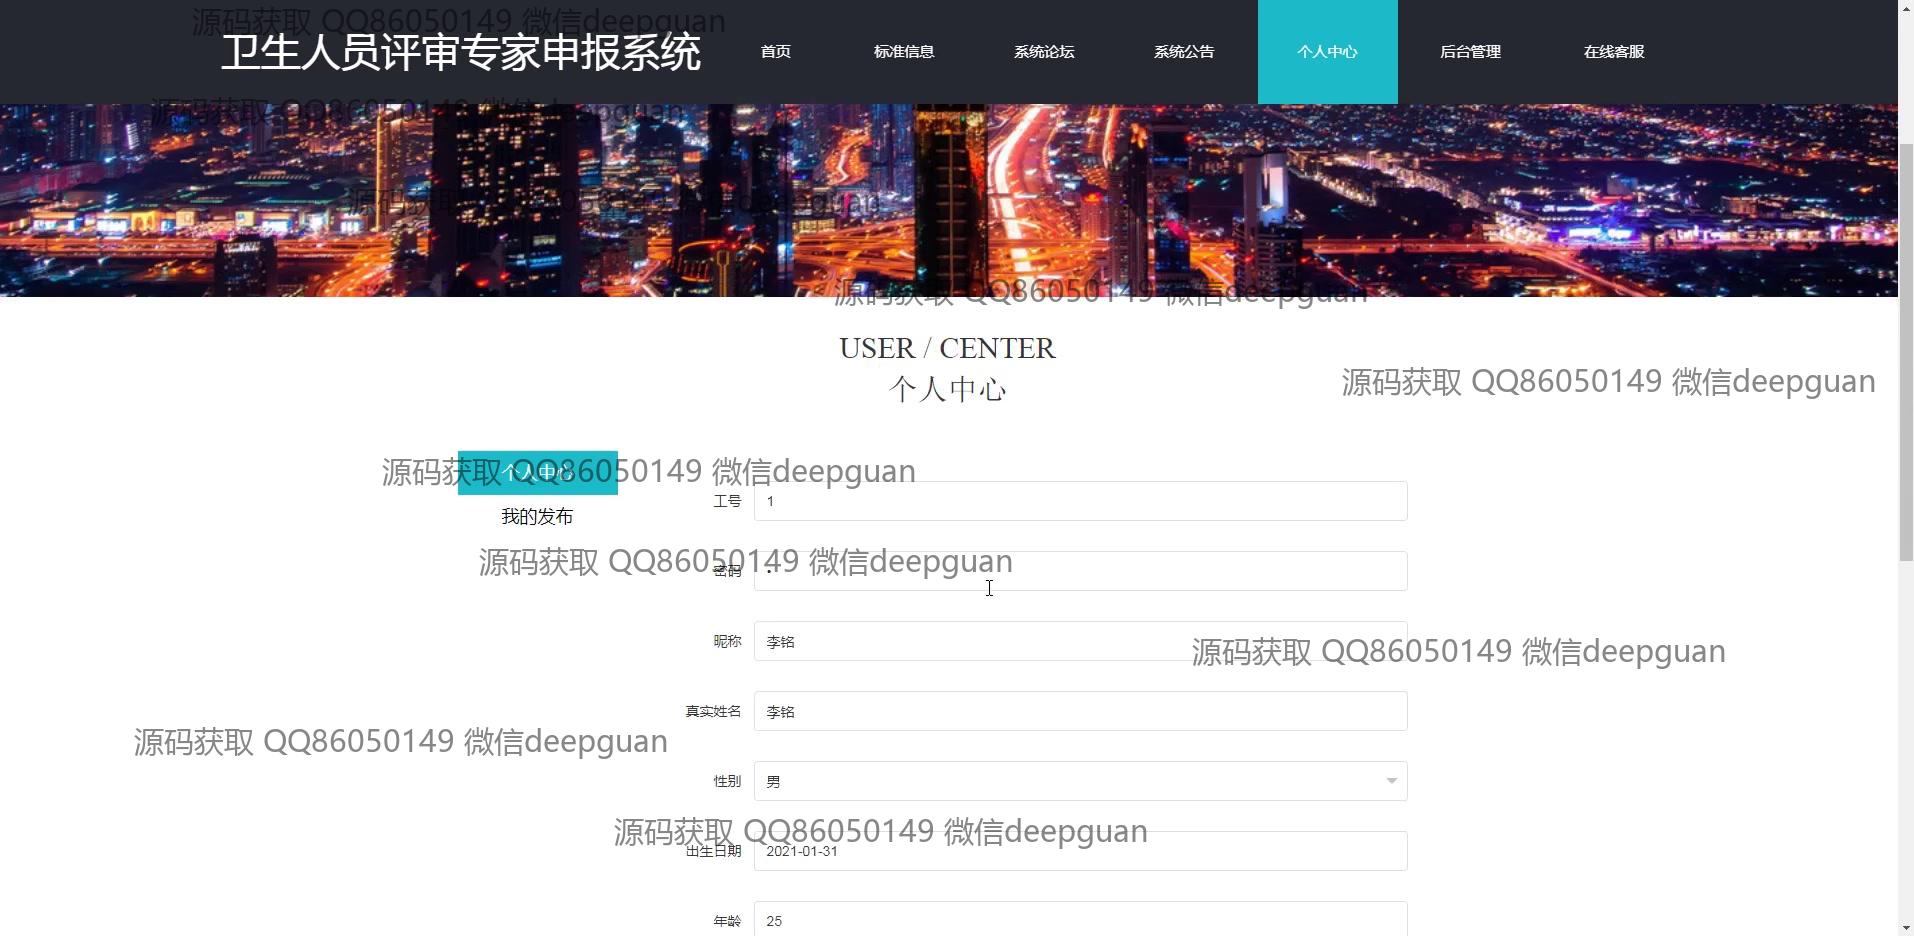 源码获取 QQ86050149 微信deepguan
卫生人员评审专家申报系统
首页
标准信息
系统论坛
系统公告
个人中心
后台管理
在线客服
源码获取 QQ86050149 微信deepguan
源码获取 QQ86050149 微信deepguan
源码获取 QQ86050149 微信deepguan
USER / CENTER
个人中心
源码获取 QQ86050149 微信deepguan
个人中心
源码获取 QQ86050149 微信deepguan
工号 1
我的发布
源码获取 QQ86050149 微信deepguan
密码
昵称 李铭
源码获取 QQ86050149 微信deepguan
真实姓名 李铭
源码获取 QQ86050149 微信deepguan
性别 男
源码获取 QQ86050149 微信deepguan
出生日期 2021-01-31
年龄 25